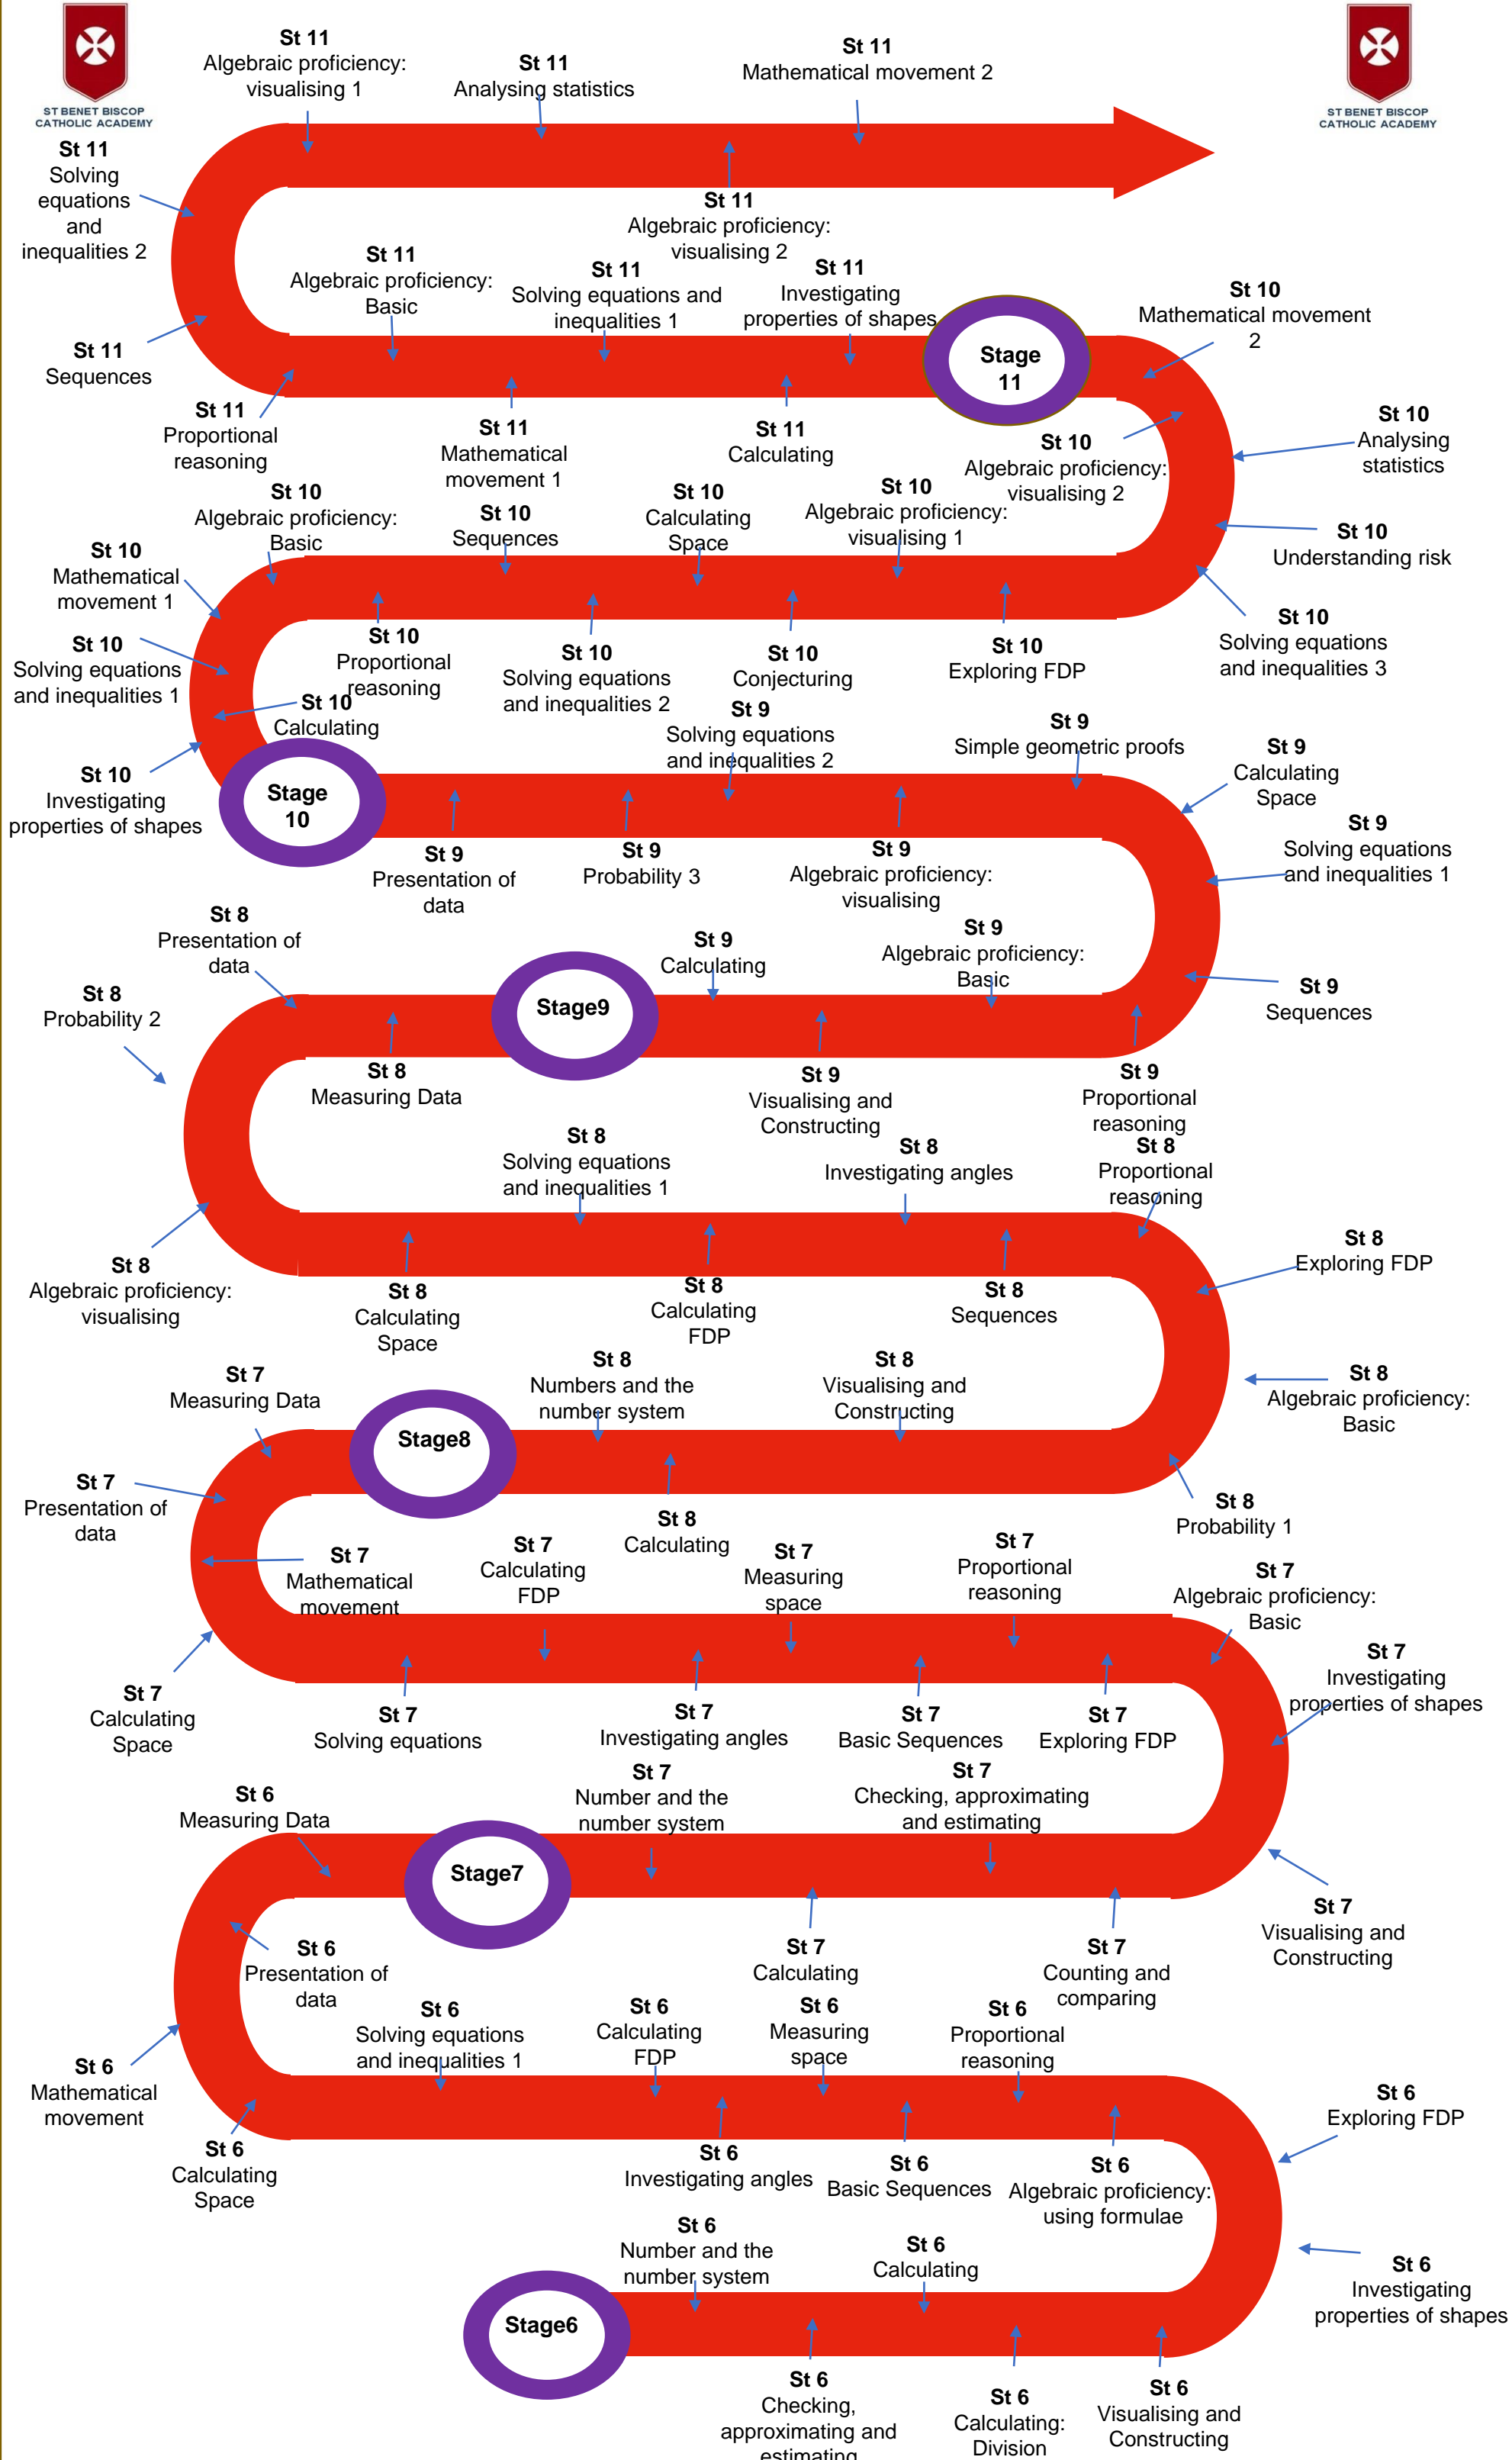 ST BENET BISCOP
CATHOLIC ACADEMY
ST BENET BISCOP
CATHOLIC ACADEMY
St 11
Algebraic proficiency:
visualising 1
St 11
Analysing statistics
St 11
Mathematical movement 2
St 11
Solving
equations
and
inequalities 2
St 11
Algebraic proficiency:
visualising 2
St 11
Algebraic proficiency:
Basic
St 11
Solving equations and
inequalities 1
St 11
Investigating
properties of shapes
St 10
Mathematical movement
2
St 11
Sequences
Stage
11
St 11
Proportional
reasoning
St 11
Mathematical
movement 1
St 11
Calculating
St 10
Algebraic proficiency:
visualising 2
St 10
Analysing
statistics
St 10
Algebraic proficiency:
Basic
St 10
Sequences
St 10
Calculating
Space
St 10
Algebraic proficiency:
visualising 1
St 10
Understanding risk
St 10
Mathematical
movement 1
St 10
Solving equations
and inequalities 1
St 10
Proportional
reasoning
St 10
Solving equations
and inequalities 2
St 10
Conjecturing
St 10
Exploring FDP
St 10
Solving equations
and inequalities 3
St 10
Calculating
St 10
Investigating
properties of shapes
Stage
10
St 9
Solving equations
and inequalities 2
St 9
Simple geometric proofs
St 9
Calculating
Space
St 9
Solving equations
and inequalities 1
St 9
Presentation of
data
St 9
Probability 3
St 9
Algebraic proficiency:
visualising
St 8
Presentation of
data
St 8
Probability 2
Stage9
St 9
Calculating
St 9
Algebraic proficiency:
Basic
St 9
Sequences
St 8
Measuring Data
St 9
Visualising and
Constructing
St 9
Proportional
reasoning
St 8
Solving equations
and inequalities 1
St 8
Investigating angles
St 8
Proportional
reasoning
St 8
Exploring FDP
St 8
Algebraic proficiency:
visualising
St 8
Calculating
Space
St 8
Calculating
FDP
St 8
Sequences
St 8
Algebraic proficiency:
Basic
St 7
Measuring Data
Stage8
St 8
Numbers and the
number system
St 8
Visualising and
Constructing
St 7
Presentation of
data
St 8
Calculating
St 8
Probability 1
St 7
Mathematical
movement
St 7
Calculating
FDP
St 7
Measuring
space
St 7
Proportional
reasoning
St 7
Algebraic proficiency:
Basic
St 7
Investigating
properties of shapes
St 7
Calculating
Space
St 7
Solving equations
St 7
Investigating angles
St 7
Basic Sequences
St 7
Exploring FDP
St 6
Measuring Data
Stage7
St 7
Number and the
number system
St 7
Checking, approximating
and estimating
St 7
Visualising and
Constructing
St 6
Presentation of
data
St 7
Calculating
St 7
Counting and
comparing
St 6
Mathematical
movement
St 6
Solving equations
and inequalities 1
St 6
Calculating
FDP
St 6
Measuring
space
St 6
Proportional
reasoning
St 6
Exploring FDP
St 6
Calculating
Space
St 6
Investigating angles
St 6
Basic Sequences
St 6
Algebraic proficiency:
using formulae
St 6
Investigating
properties of shapes
Stage6
St 6
Number and the
number system
St 6
Calculating
St 6
Checking,
approximating and
estimating
St 6
Calculating:
Division
St 6
Visualising and
Constructing